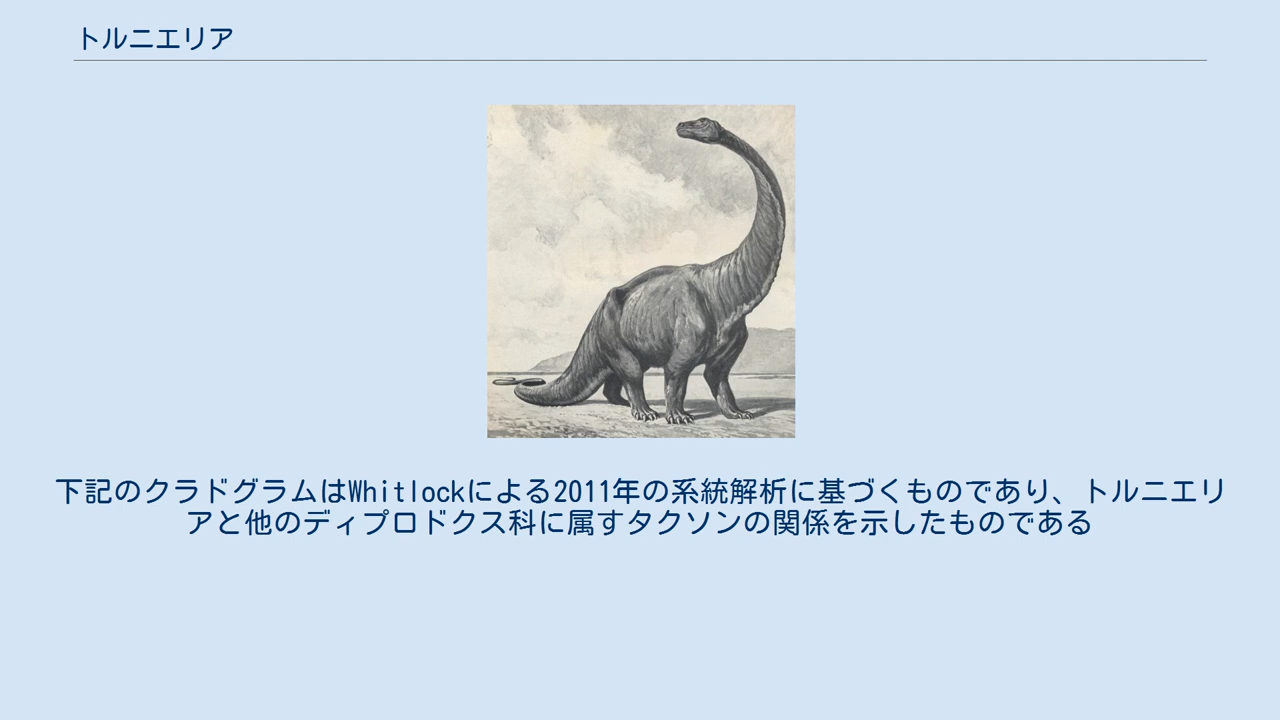 トルニエリア
下記のクラドグラムはWhitlockによる2011年の系統解析に基づくものであり、トルニエリ
アと他のディプロドクス科に属すタクソンの関係を示したものである